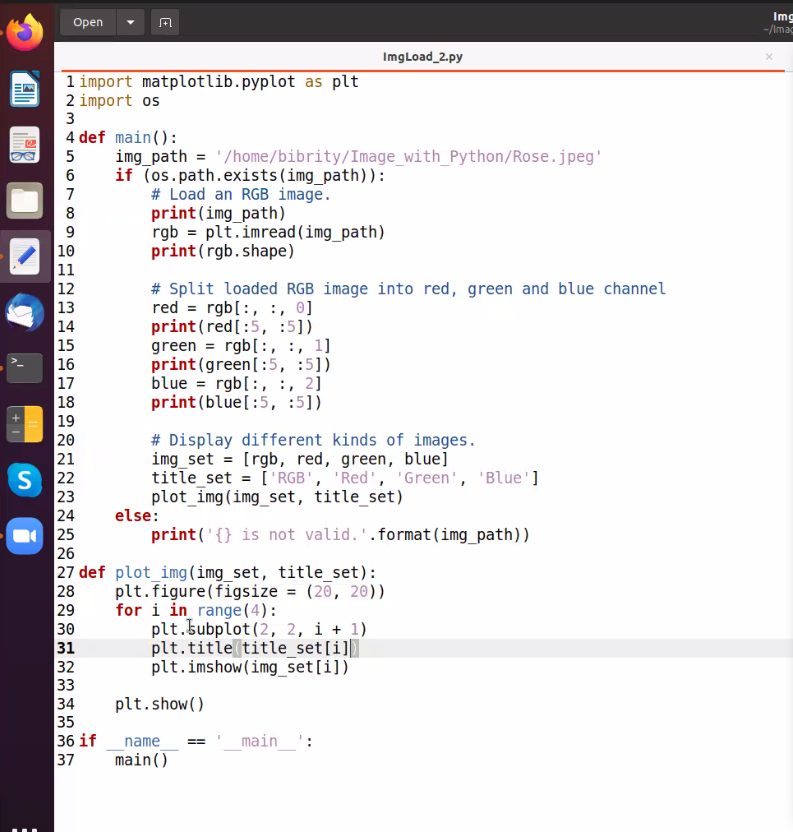 Open
Img
~/Imag
ImgLoad_2.py
1 import matplotlib.pyplot as plt
2 import os
3
4 def main():
5     img_path = '/home/bibrity/Image_with_Python/Rose.jpeg'
6     if (os.path.exists(img_path)):
7         # Load an RGB image.
8         print(img_path)
9         rgb = plt.imread(img_path)
10         print(rgb.shape)
11
12         # Split loaded RGB image into red, green and blue channel
13         red = rgb[:, :, 0]
14         print(red[:5, :5])
15         green = rgb[:, :, 1]
16         print(green[:5, :5])
17         blue = rgb[:, :, 2]
18         print(blue[:5, :5])
19
20         # Display different kinds of images.
21         img_set = [rgb, red, green, blue]
22         title_set = ['RGB', 'Red', 'Green', 'Blue']
23         plot_img(img_set, title_set)
24     else:
25         print('{} is not valid.'.format(img_path))
26
27 def plot_img(img_set, title_set):
28     plt.figure(figsize = (20, 20))
29     for i in range(4):
30         plt.subplot(2, 2, i + 1)
31         plt.title(title_set[i])
32         plt.imshow(img_set[i])
33
34     plt.show()
35
36 if __name__ == '__main__':
37     main()